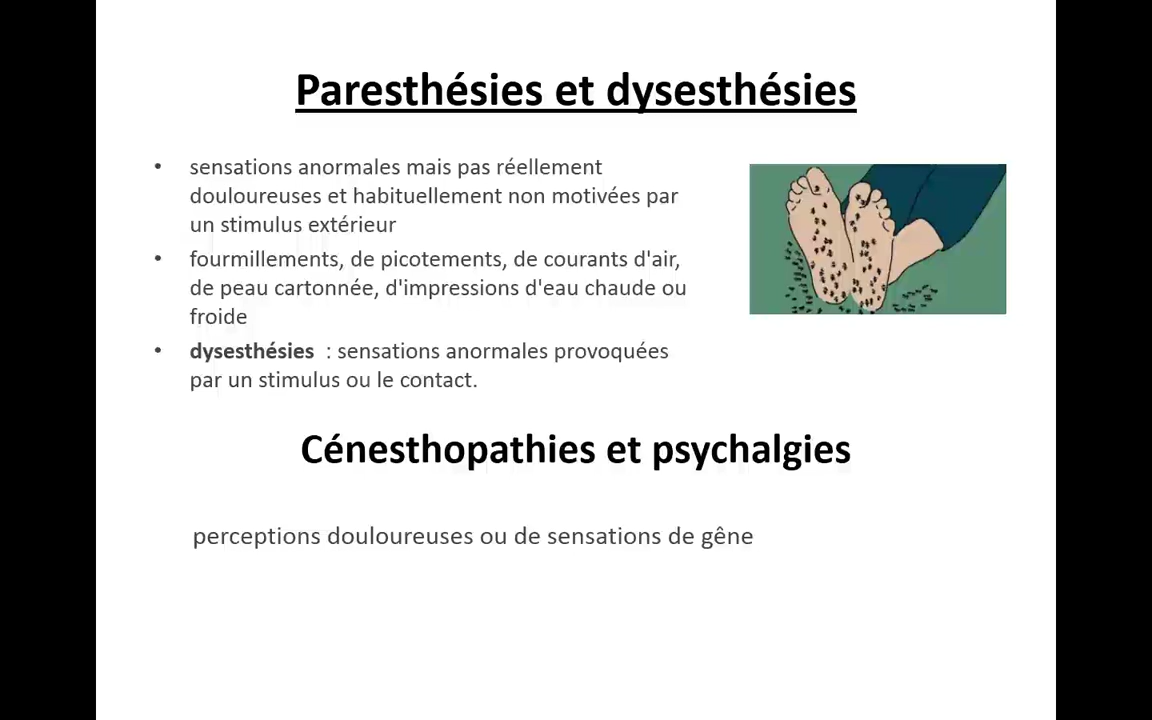 Paresthésies et dysesthésies
• sensations anormales mais pas réellement
douloureuses et habituellement non motivées par
un stimulus extérieur
• fourmillements, de picotements, de courants d'air,
de peau cartonnée, d'impressions d'eau chaude ou
froide
• dysesthésies : sensations anormales provoquées
par un stimulus ou le contact.
Cénesthopathies et psychalgies
perceptions douloureuses ou de sensations de gêne